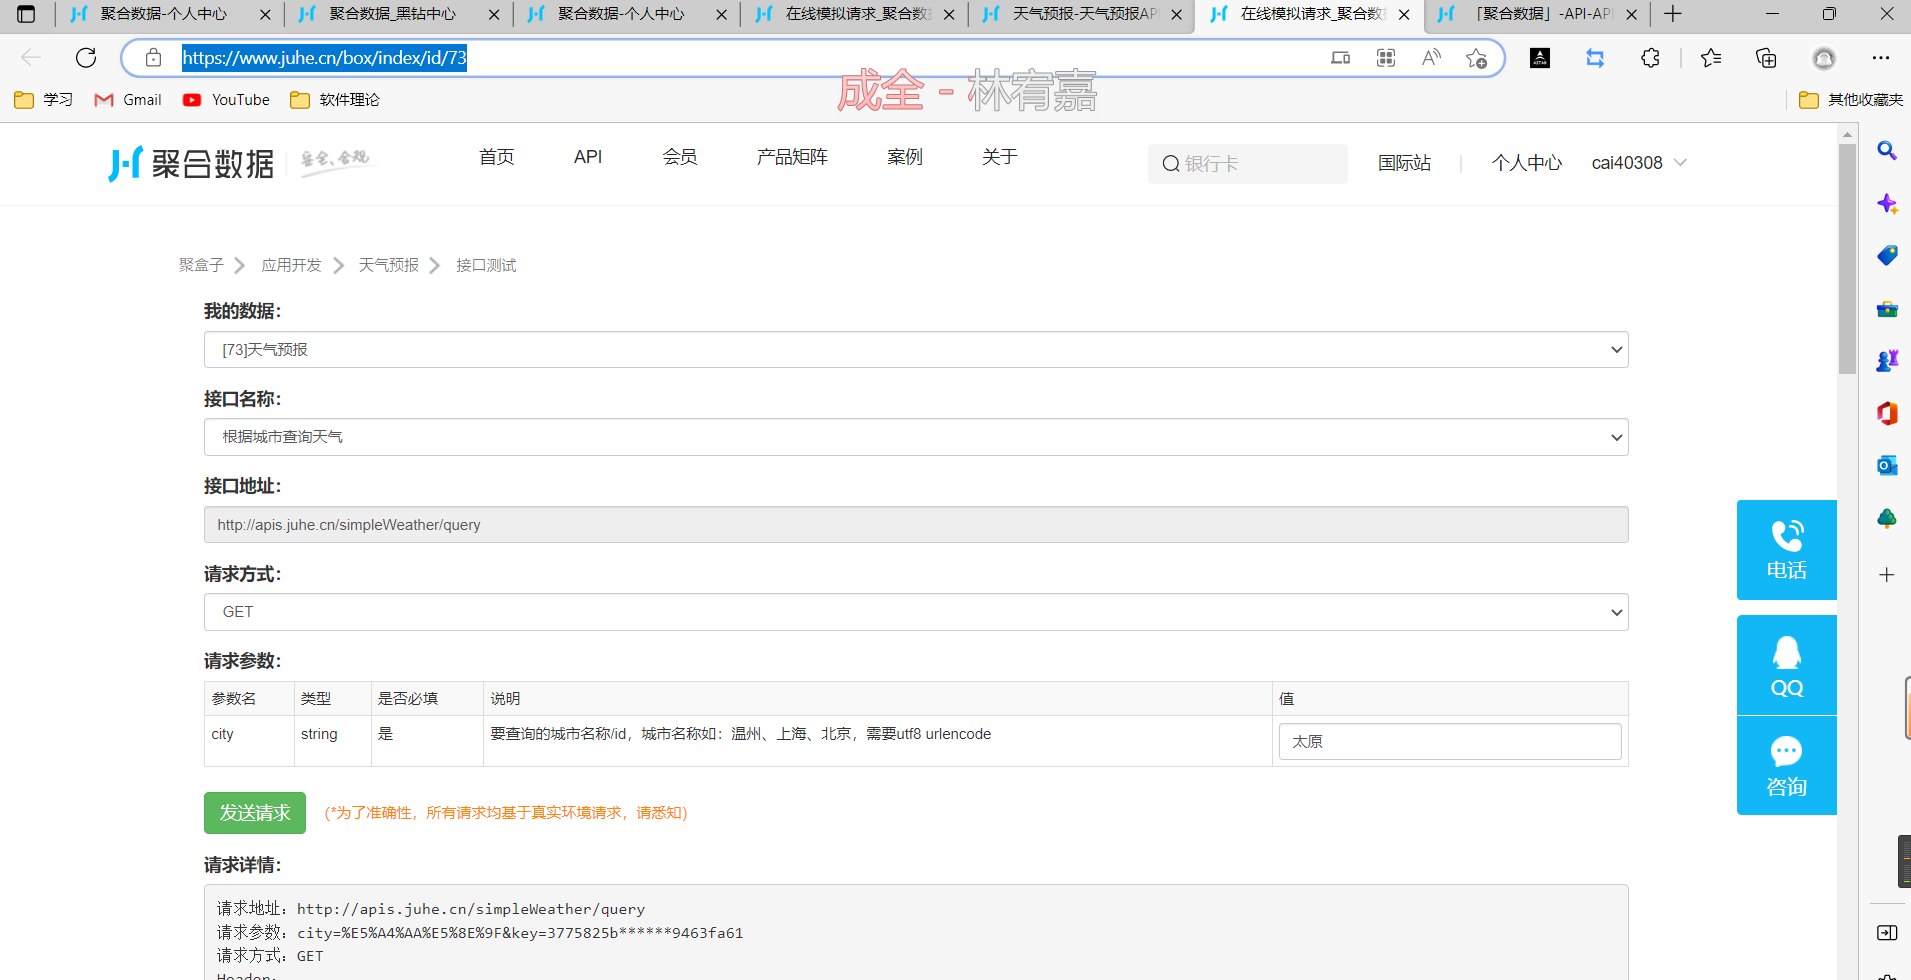 聚合数据-个人中心
聚合数据_黑钻中心
聚合数据-个人中心
在线模拟请求_聚合数据
天气预报-天气预报API
在线模拟请求_聚合数据
「聚合数据」-API-API
https://www.juhe.cn/box/index/id/73
学习
Gmail
YouTube
软件理论
成全 - 林宥嘉
其他收藏夹
聚合数据
安全、合规
首页
API
会员
产品矩阵
案例
关于
银行卡
国际站
个人中心
cai40308
聚盒子
应用开发
天气预报
接口测试
我的数据：
[73]天气预报
接口名称：
根据城市查询天气
接口地址：
http://apis.juhe.cn/simpleWeather/query
请求方式：
GET
请求参数：
参数名 类型 是否必填 说明 值
city string 是 要查询的城市名称/id，城市名称如：温州、上海、北京，需要utf8 urlencode 太原
发送请求 (*为了准确性，所有请求均基于真实环境请求，请悉知)
请求详情：
请求地址：http://apis.juhe.cn/simpleWeather/query
请求参数：city=%E5%A4%AA%E5%8E%9F&key=3775825b******9463fa61
请求方式：GET
Header:
电话
QQ
咨询